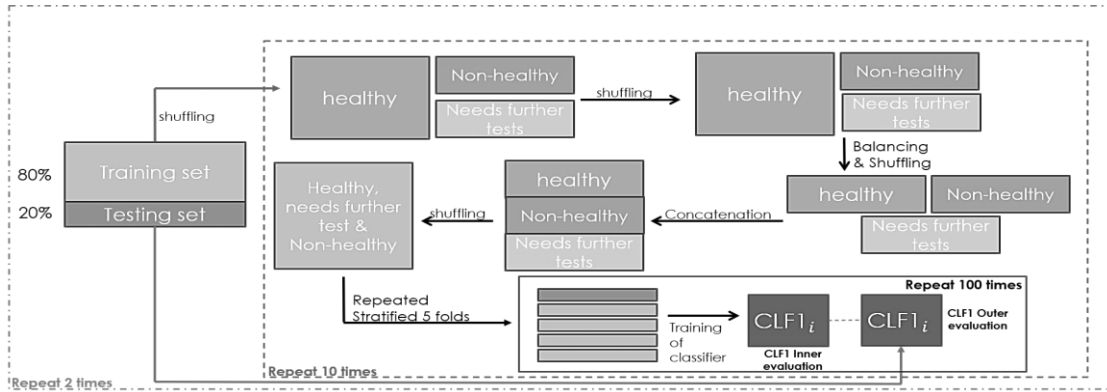 shuffling
80%
Training set
20%
Testing set
healthy
Non-healthy
Needs further
tests
shuffling
healthy
Non-healthy
Needs further
tests
Balancing
& Shuffling
healthy
Non-healthy
Needs further
tests
Concatenation
healthy
Non-healthy
Needs further
tests
shuffling
Healthy,
needs further
test &
Non-healthy
Repeated
Stratified 5 folds
Repeat 100 times
Training
of
classifier
CLF1i
CLF1 Inner
evaluation
CLF1i
CLF1 Outer
evaluation
Repeat 10 times
Repeat 2 times